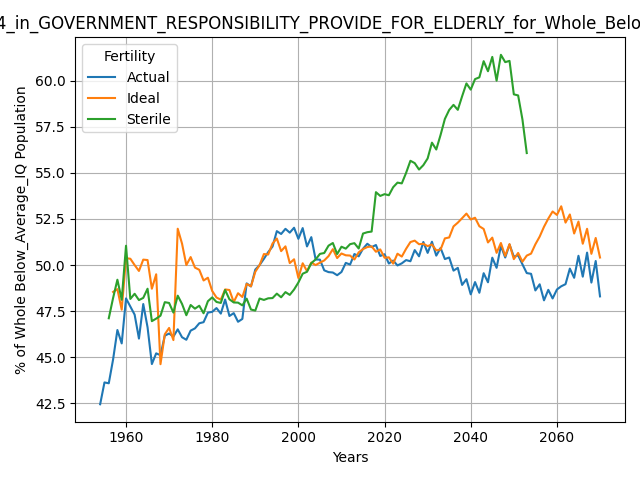 4_in_GOVERNMENT_RESPONSIBILITY_PROVIDE_FOR_ELDERLY_for_Whole_Belo
Fertility
Actual
Ideal
Sterile
% of Whole Below_Average_IQ Population
60.0
57.5
55.0
52.5
50.0
47.5
45.0
42.5
1960 1980 2000 2020 2040 2060
Years